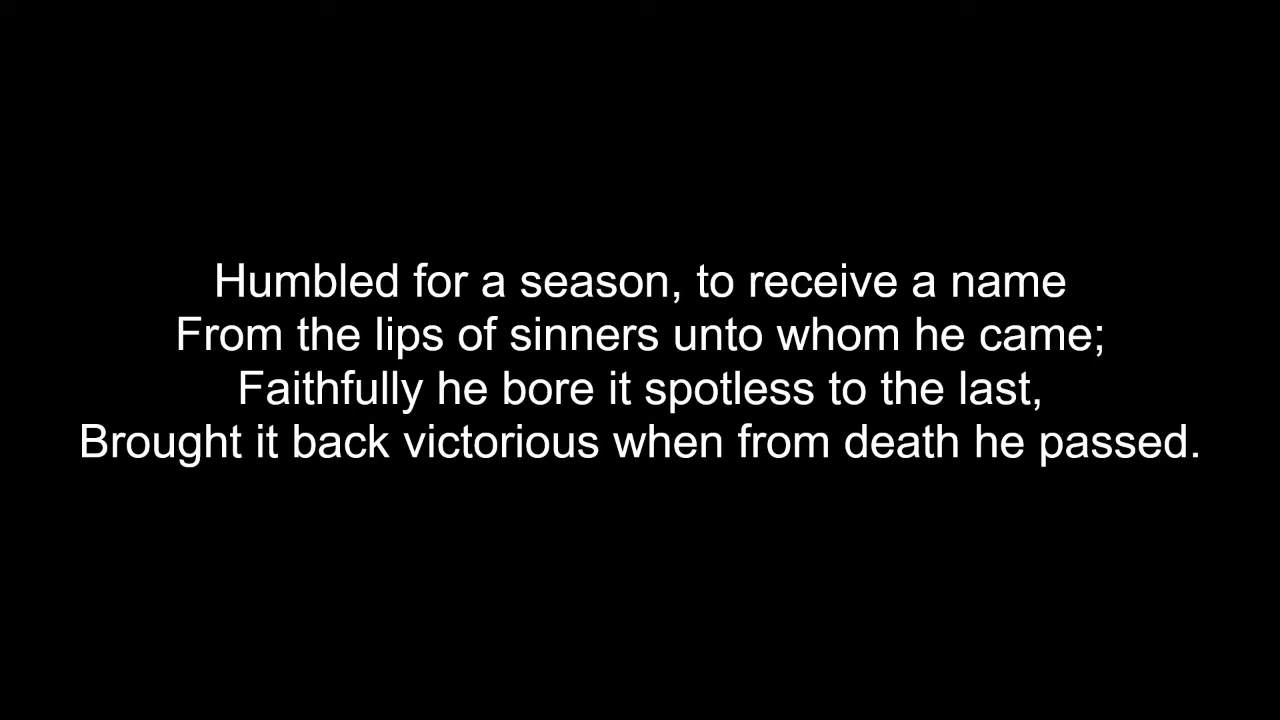 Humbled for a season, to receive a name
From the lips of sinners unto whom he came;
Faithfully he bore it spotless to the last,
Brought it back victorious when from death he passed.